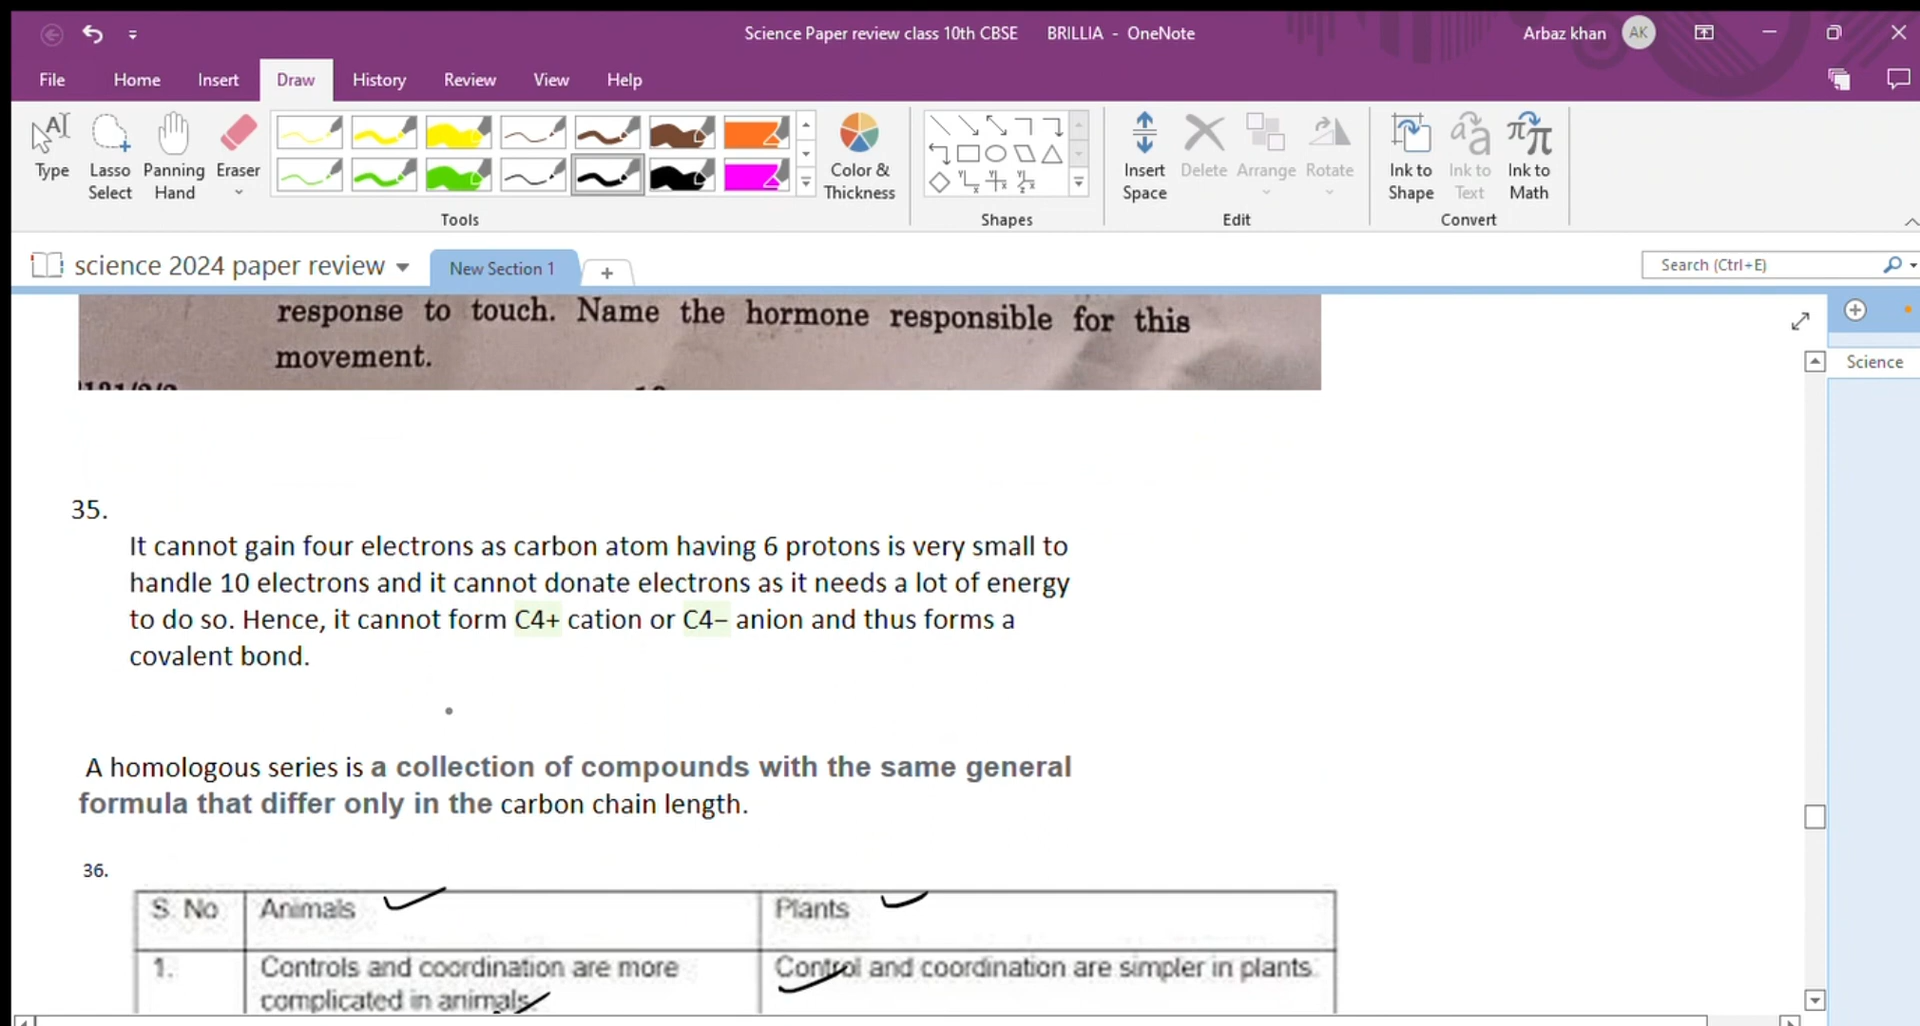 Science Paper review class 10th CBSE BRILLIA - OneNote
Arbaz khan AK
File Home Insert Draw History Review View Help
Type
Lasso Select
Panning Hand
Eraser
Color & Thickness
Insert Space
Delete
Arrange
Rotate
Ink to Shape
Ink to Text
Ink to Math
Tools Shapes Edit Convert
science 2024 paper review New Section 1 +
Search (Ctrl+E)
Science
response to touch. Name the hormone responsible for this
movement.
35.
It cannot gain four electrons as carbon atom having 6 protons is very small to
handle 10 electrons and it cannot donate electrons as it needs a lot of energy
to do so. Hence, it cannot form C4+ cation or C4– anion and thus forms a
covalent bond.
A homologous series is a collection of compounds with the same general
formula that differ only in the carbon chain length.
36.
S. No Animals Plants
1. Controls and coordination are more Control and coordination are simpler in plants.
complicated in animals.